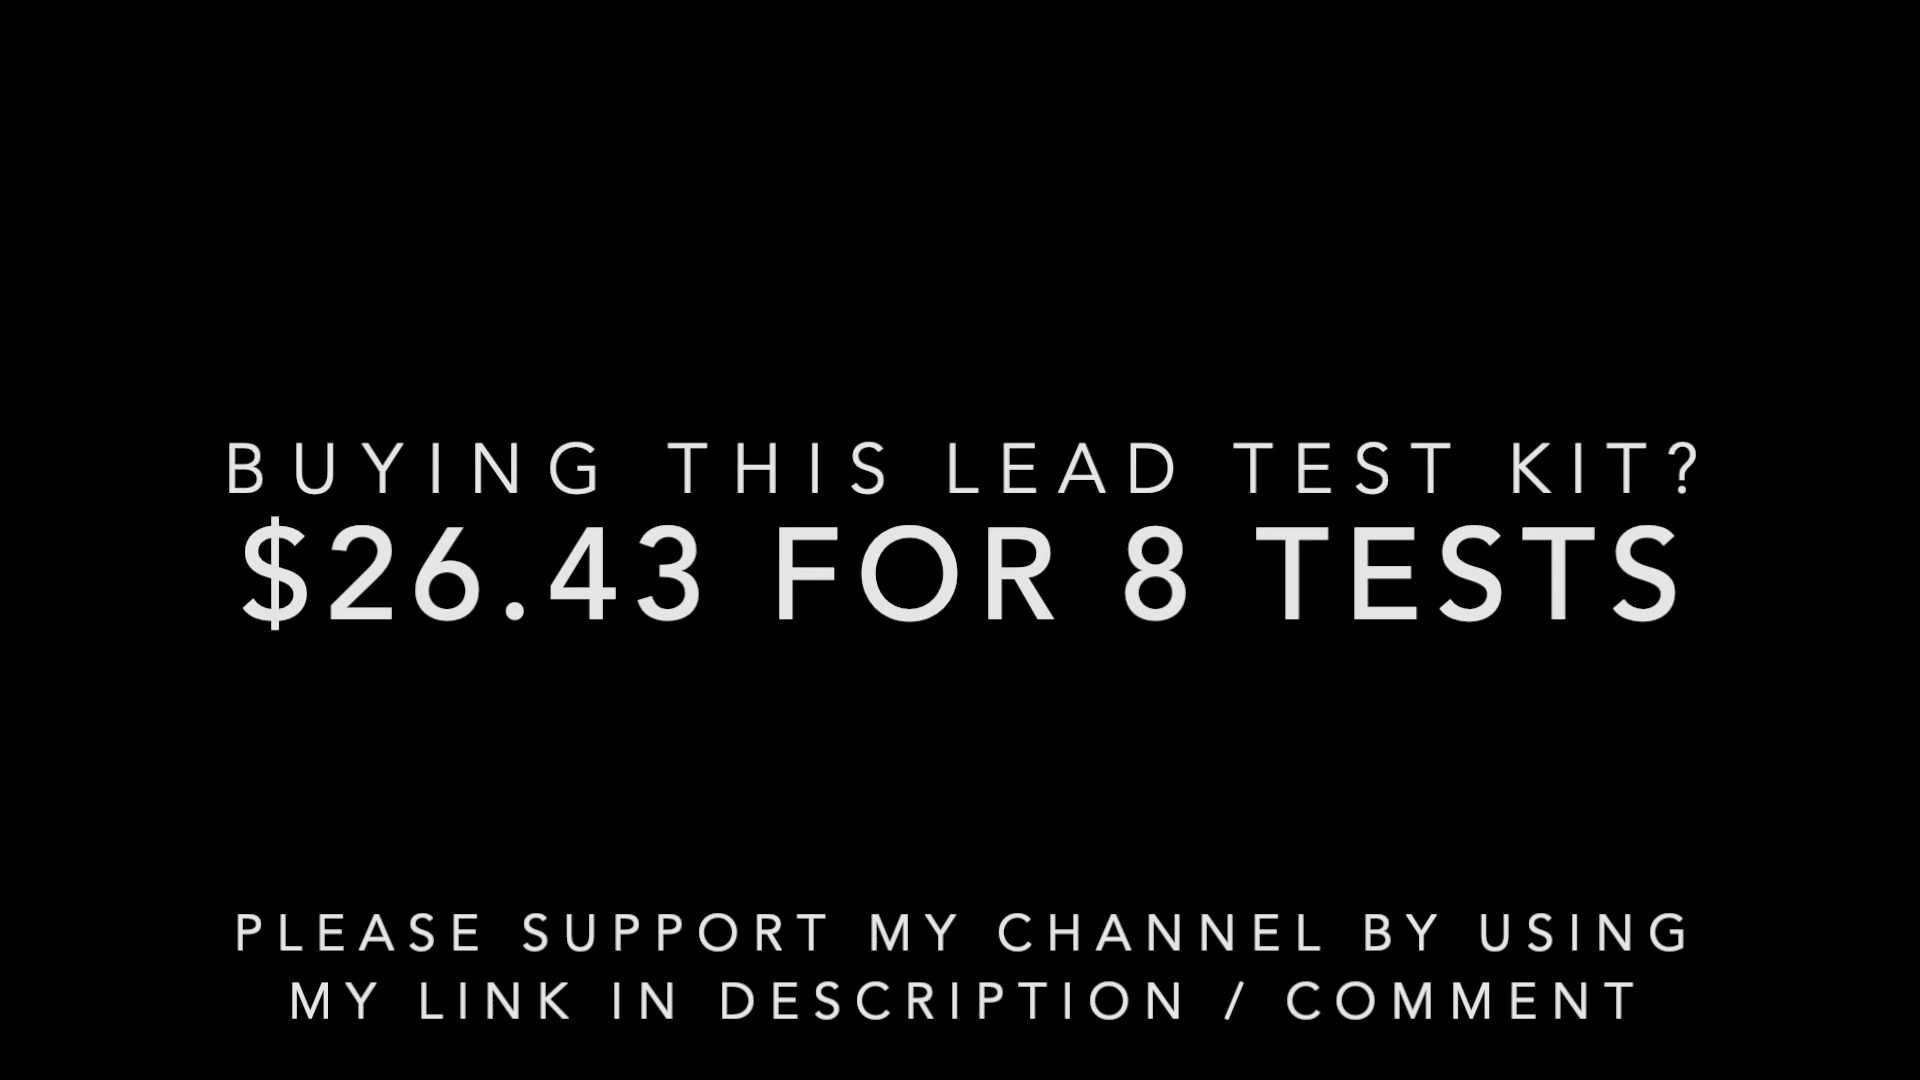 BUYING THIS LEAD TEST KIT?
$26.43 FOR 8 TESTS
PLEASE SUPPORT MY CHANNEL BY USING
MY LINK IN DESCRIPTION / COMMENT